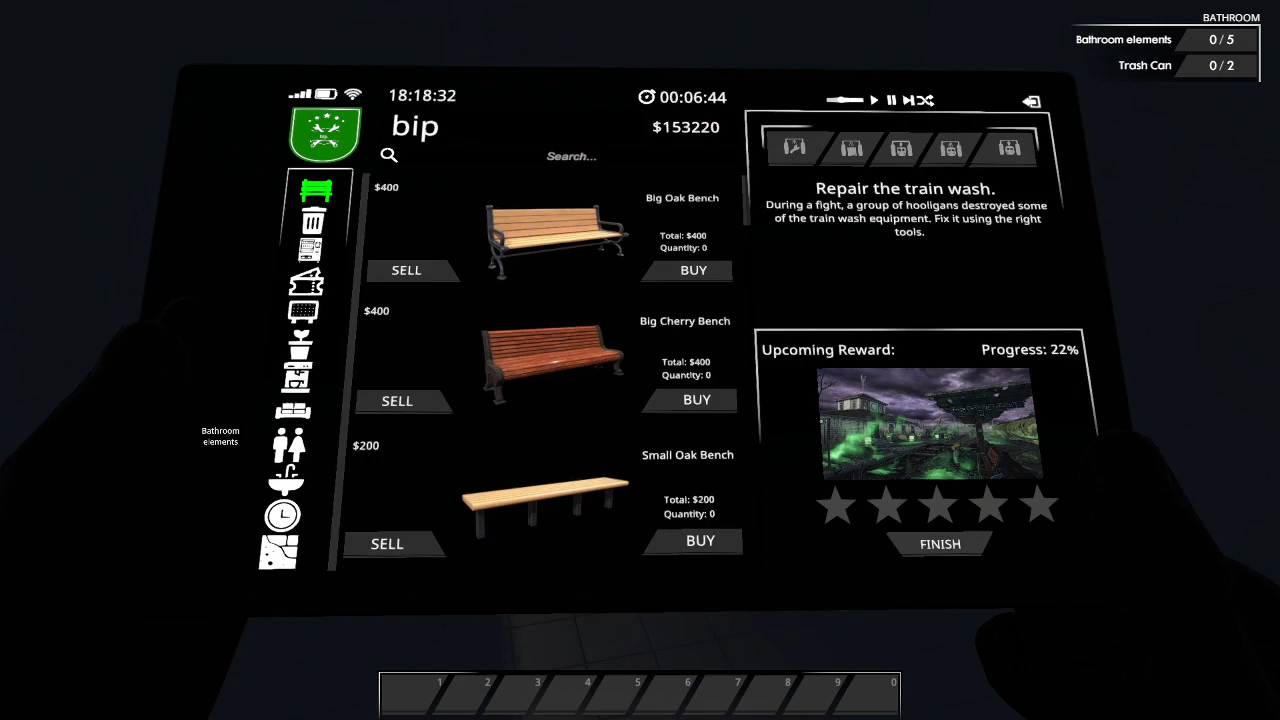 BATHROOM
Bathroom elements 0 / 5
Trash Can 0 / 2
18:18:32
00:06:44
bip
$153220
bip
Search...
$400
Big Oak Bench
Total: $400
Quantity: 0
SELL
BUY
$400
Big Cherry Bench
Total: $400
Quantity: 0
SELL
BUY
$200
Small Oak Bench
Total: $200
Quantity: 0
SELL
BUY
Bathroom
elements
Repair the train wash.
During a fight, a group of hooligans destroyed some
of the train wash equipment. Fix it using the right
tools.
Upcoming Reward:
Progress: 22%
FINISH
1 2 3 4 5 6 7 8 9 0